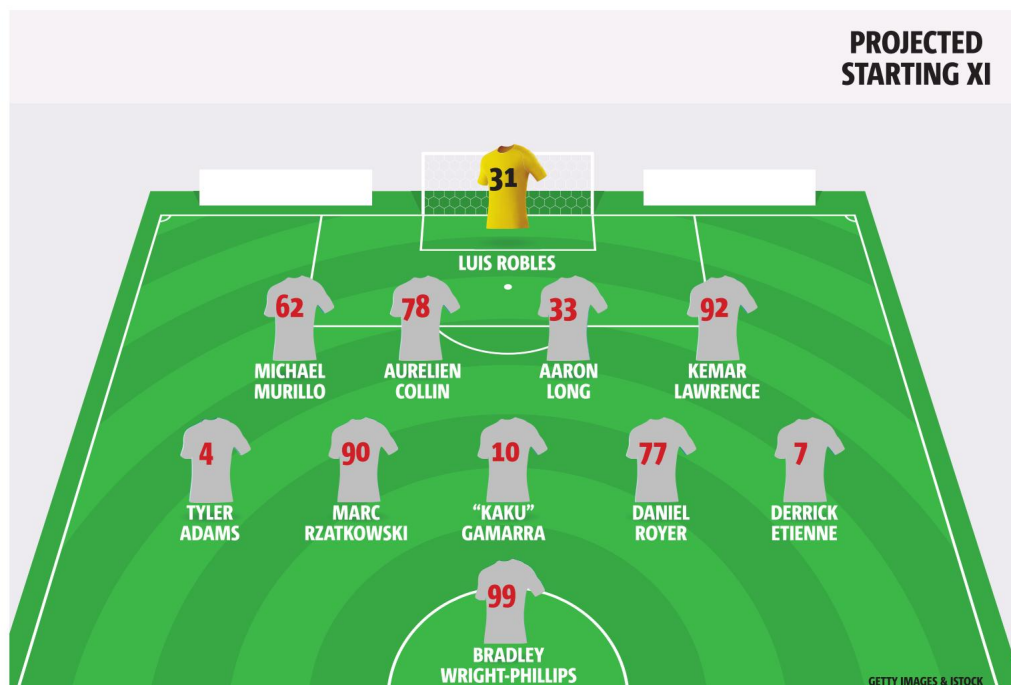 PROJECTED
STARTING XI
31
LUIS ROBLES
62
78
33
92
MICHAEL
MURILLO
AURELIEN
COLLIN
AARON
LONG
KEMAR
LAWRENCE
4
90
10
77
7
TYLER
ADAMS
MARC
RZATKOWSKI
“KAKU”
GAMARRA
DANIEL
ROYER
DERRICK
ETIENNE
99
BRADLEY
WRIGHT-PHILLIPS
GETTY IMAGES & ISTOCK